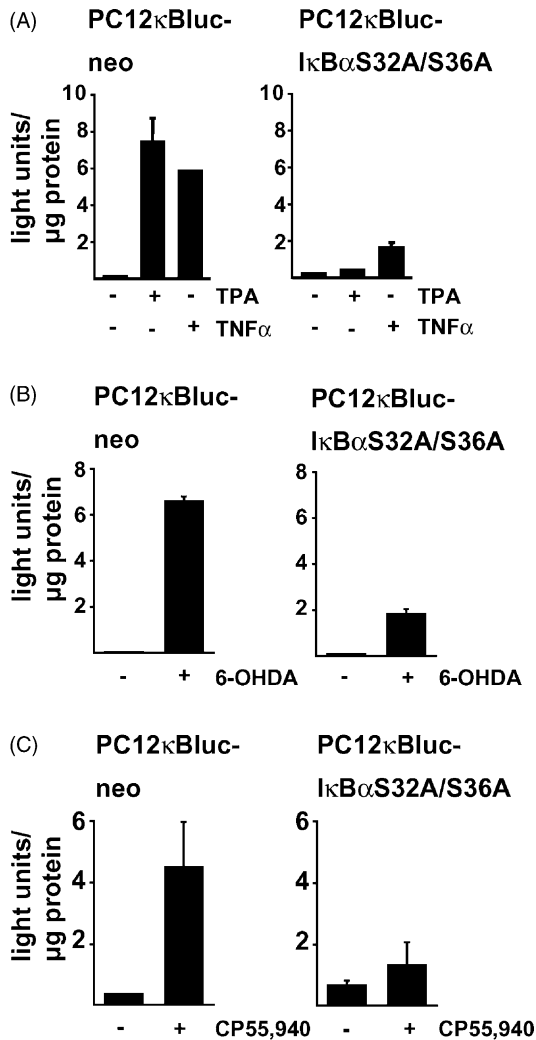 (A) PC12κBluc- PC12κBluc-
neo IκBαS32A/S36A
light units/
µg protein
10 10
8 8
6 6
4 4
2 2
- + - TPA - + - TPA
- - + TNFα - - + TNFα
(B) PC12κBluc- PC12κBluc-
neo IκBαS32A/S36A
light units/
µg protein
8 8
6 6
4 4
2 2
- + 6-OHDA - + 6-OHDA
(C) PC12κBluc- PC12κBluc-
neo IκBαS32A/S36A
light units/
µg protein
6 6
4 4
2 2
- + CP55,940 - + CP55,940